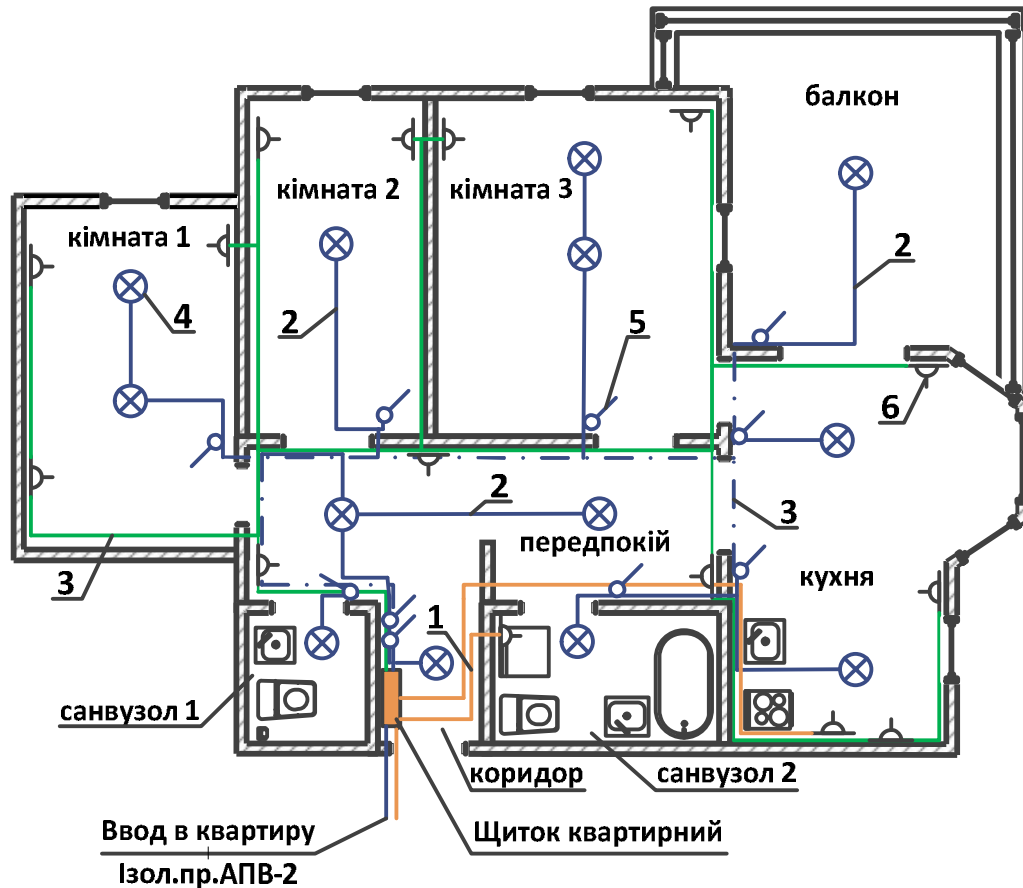 балкон
кімната 2
кімната 3
кімната 1
2
4
2
5
6
2
3
передпокій
3
кухня
1
санвузол 1
коридор
санвузол 2
Ввод в квартиру
Щиток квартирний
Ізол.пр.АПВ-2